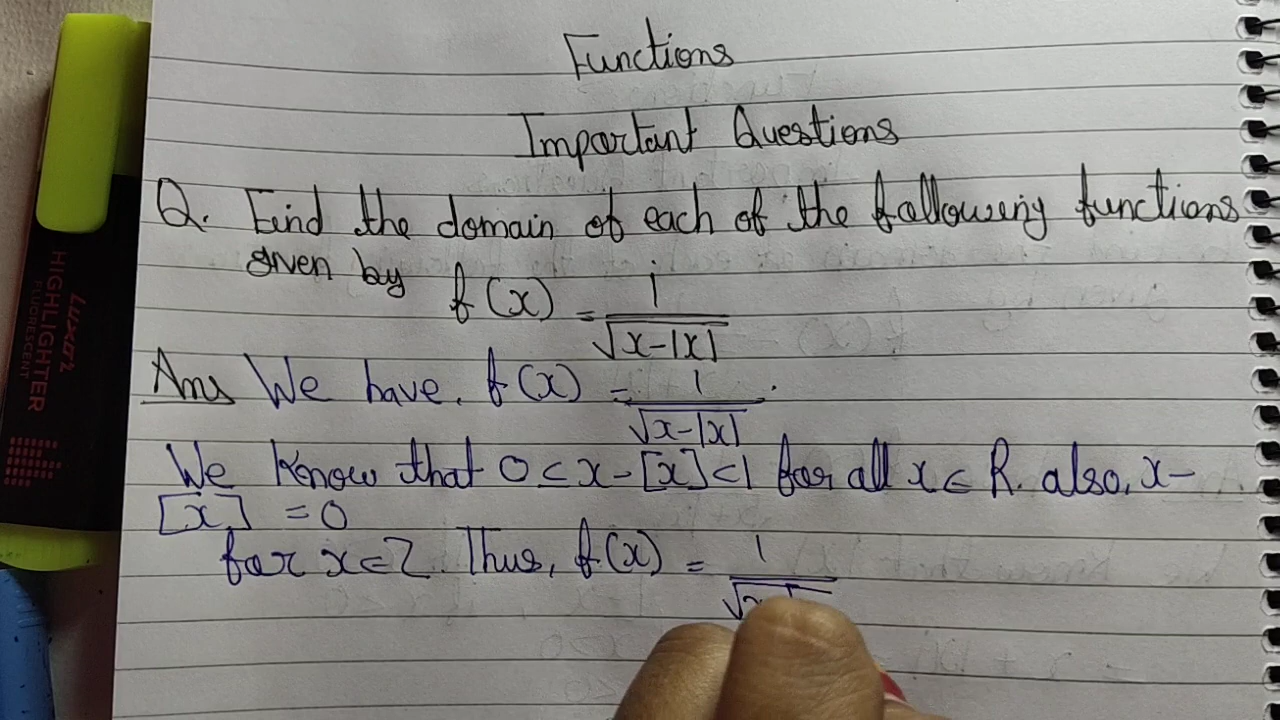 Functions
Important Questions
Q. Find the domain of each of the following functions
given by f(x) = 1/√x-|x|
Ans We have, f(x) = 1/√x-|x| .
We know that 0 ≤ x-[x]<1 for all x ∈ R. also, x-
[x] = 0
for x ∈ Z. Thus, f(x) = 1/√
LUXOR
HIGHLIGHTER
FLUORESCENT